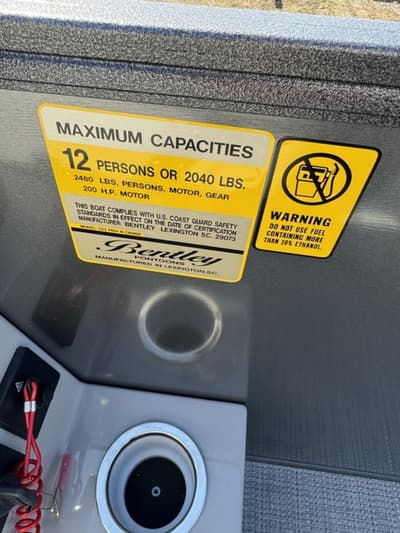 MAXIMUM CAPACITIES
12 PERSONS OR 2040 LBS.
2480 LBS, PERSONS, MOTOR, GEAR
200 H.P. MOTOR
THIS BOAT COMPLIES WITH U.S. COAST GUARD SAFETY
STANDARDS IN EFFECT ON THE DATE OF CERTIFICATION
MANUFACTURER: BENTLEY LEXINGTON SC. 29073
Bentley
PONTOONS
MANUFACTURED IN LEXINGTON, SC.
WARNING
DO NOT USE FUEL
CONTAINING MORE
THAN 10% ETHANOL.